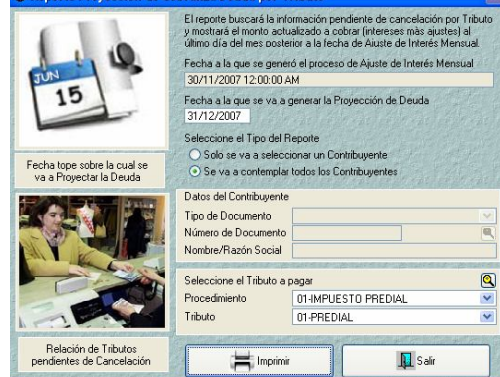 El reporte buscará la información pendiente de cancelación por Tributo
y mostrará el monto actualizado a cobrar (intereses màs ajustes) al
último día del mes posterior a la fecha de Ajuste de Interés Mensual.
Fecha a la que se generó el proceso de Ajuste de Interés Mensual
30/11/2007 12:00:00 AM
Fecha a la que se va a generar la Proyección de Deuda
31/12/2007
JUN
15
Fecha tope sobre la cual se
va a Proyectar la Deuda
Seleccione el Tipo del Reporte
Solo se va a seleccionar un Contribuyente
Se va a contemplar todos los Contribuyentes
Datos del Contribuyente
Tipo de Documento
Número de Documento
Nombre/Razón Social
Seleccione el Tributo a pagar
Procedimiento
01-IMPUESTO PREDIAL
Tributo
01-PREDIAL
Relación de Tributos
pendientes de Cancelación
Imprimir
Salir